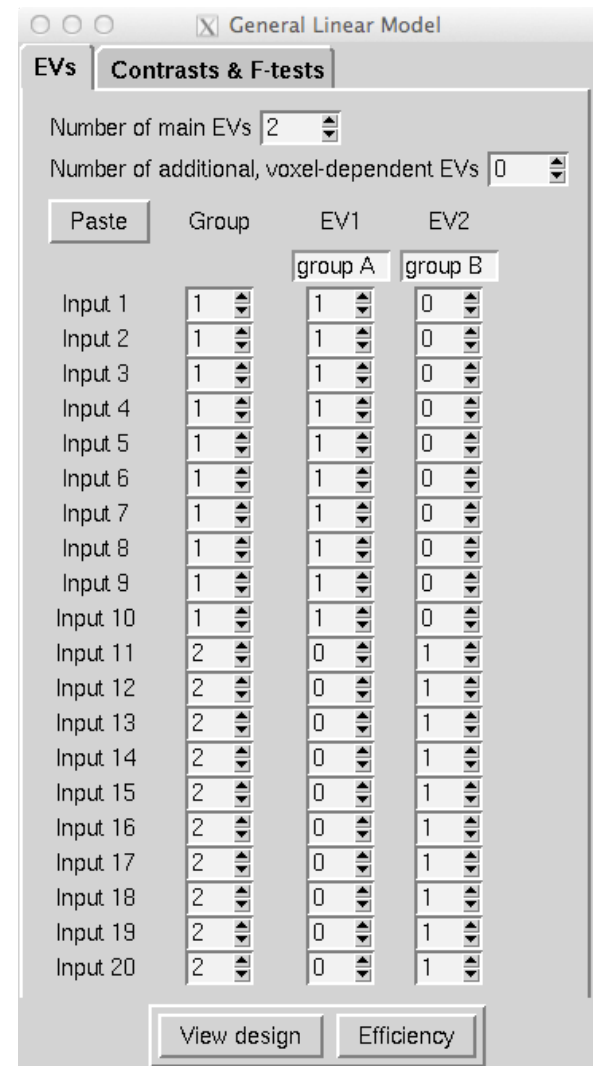 General Linear Model
EVs Contrasts & F-tests
Number of main EVs 2
Number of additional, voxel-dependent EVs 0
Paste Group EV1 EV2
group A group B
Input 1 1 1 0
Input 2 1 1 0
Input 3 1 1 0
Input 4 1 1 0
Input 5 1 1 0
Input 6 1 1 0
Input 7 1 1 0
Input 8 1 1 0
Input 9 1 1 0
Input 10 1 1 0
Input 11 2 0 1
Input 12 2 0 1
Input 13 2 0 1
Input 14 2 0 1
Input 15 2 0 1
Input 16 2 0 1
Input 17 2 0 1
Input 18 2 0 1
Input 19 2 0 1
Input 20 2 0 1
View design Efficiency